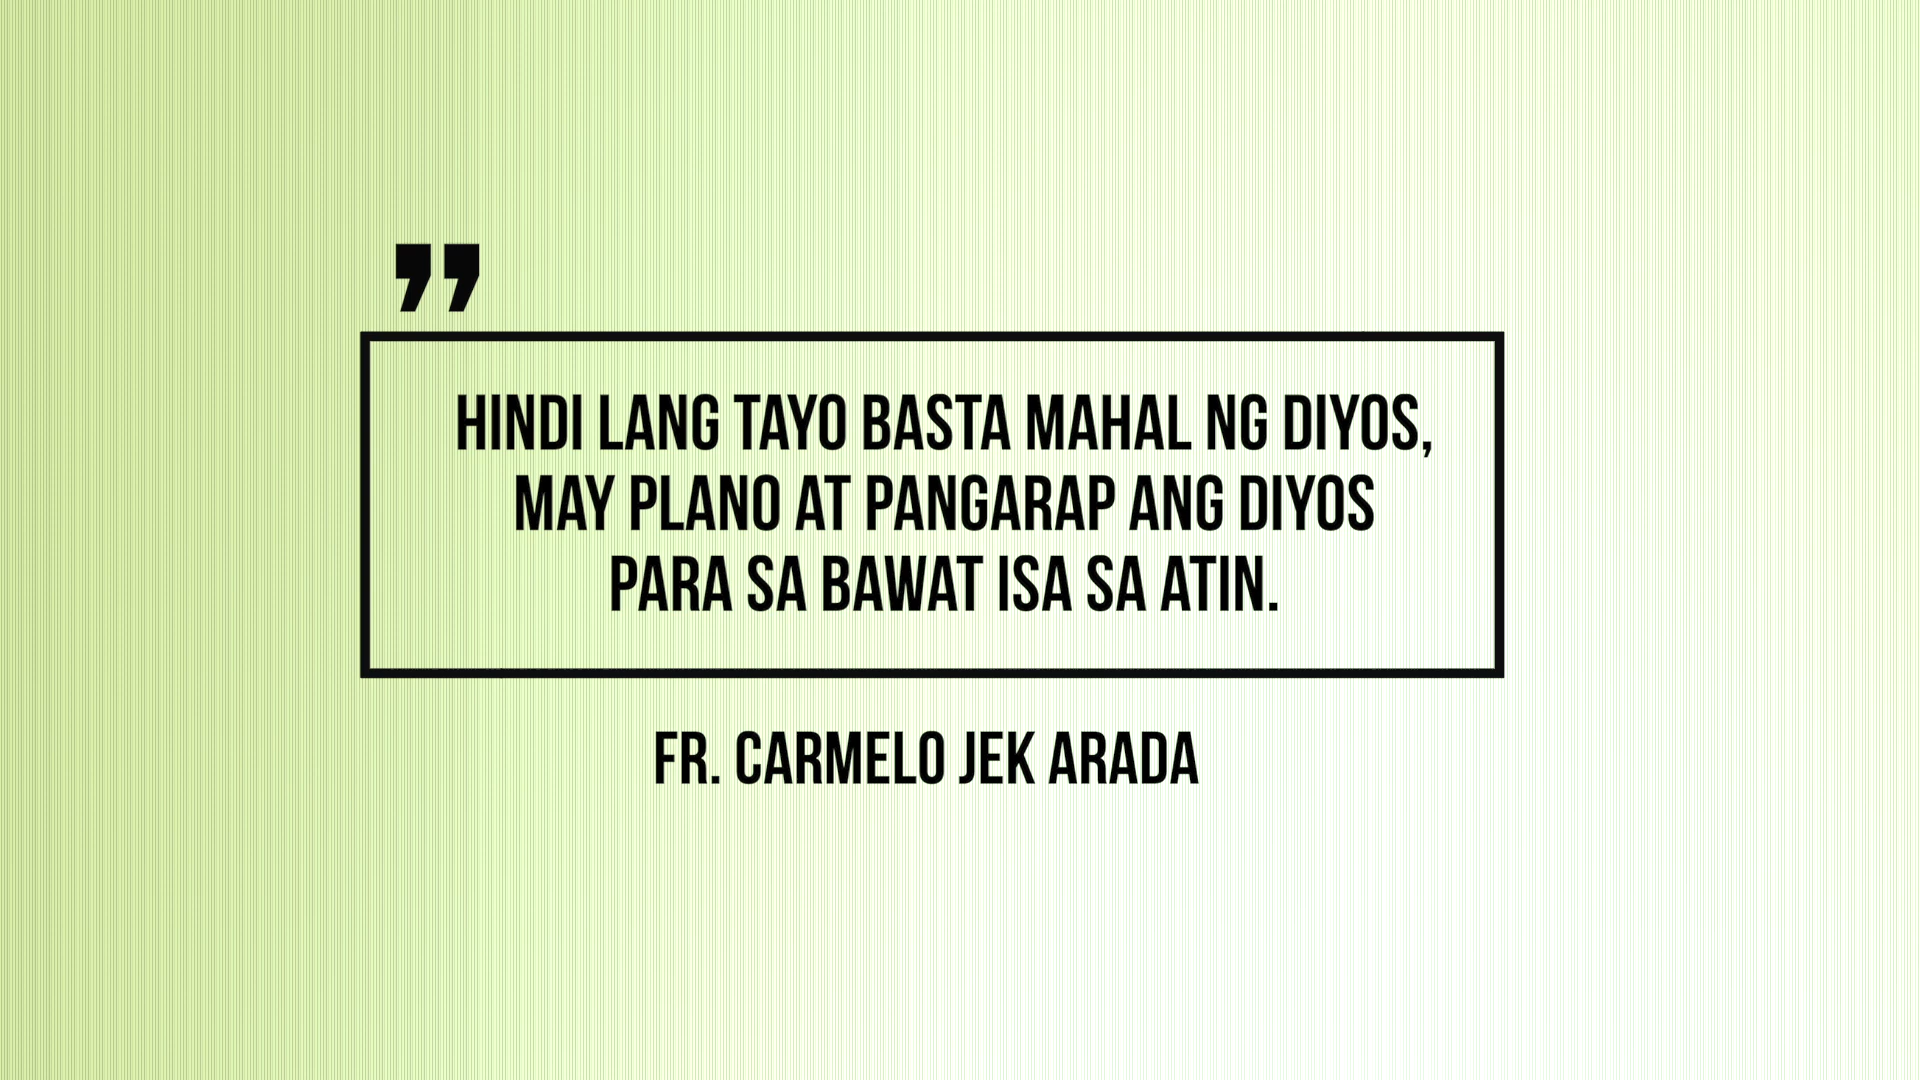 ”
HINDI LANG TAYO BASTA MAHAL NG DIYOS,
MAY PLANO AT PANGARAP ANG DIYOS
PARA SA BAWAT ISA SA ATIN.
FR. CARMELO JEK ARADA